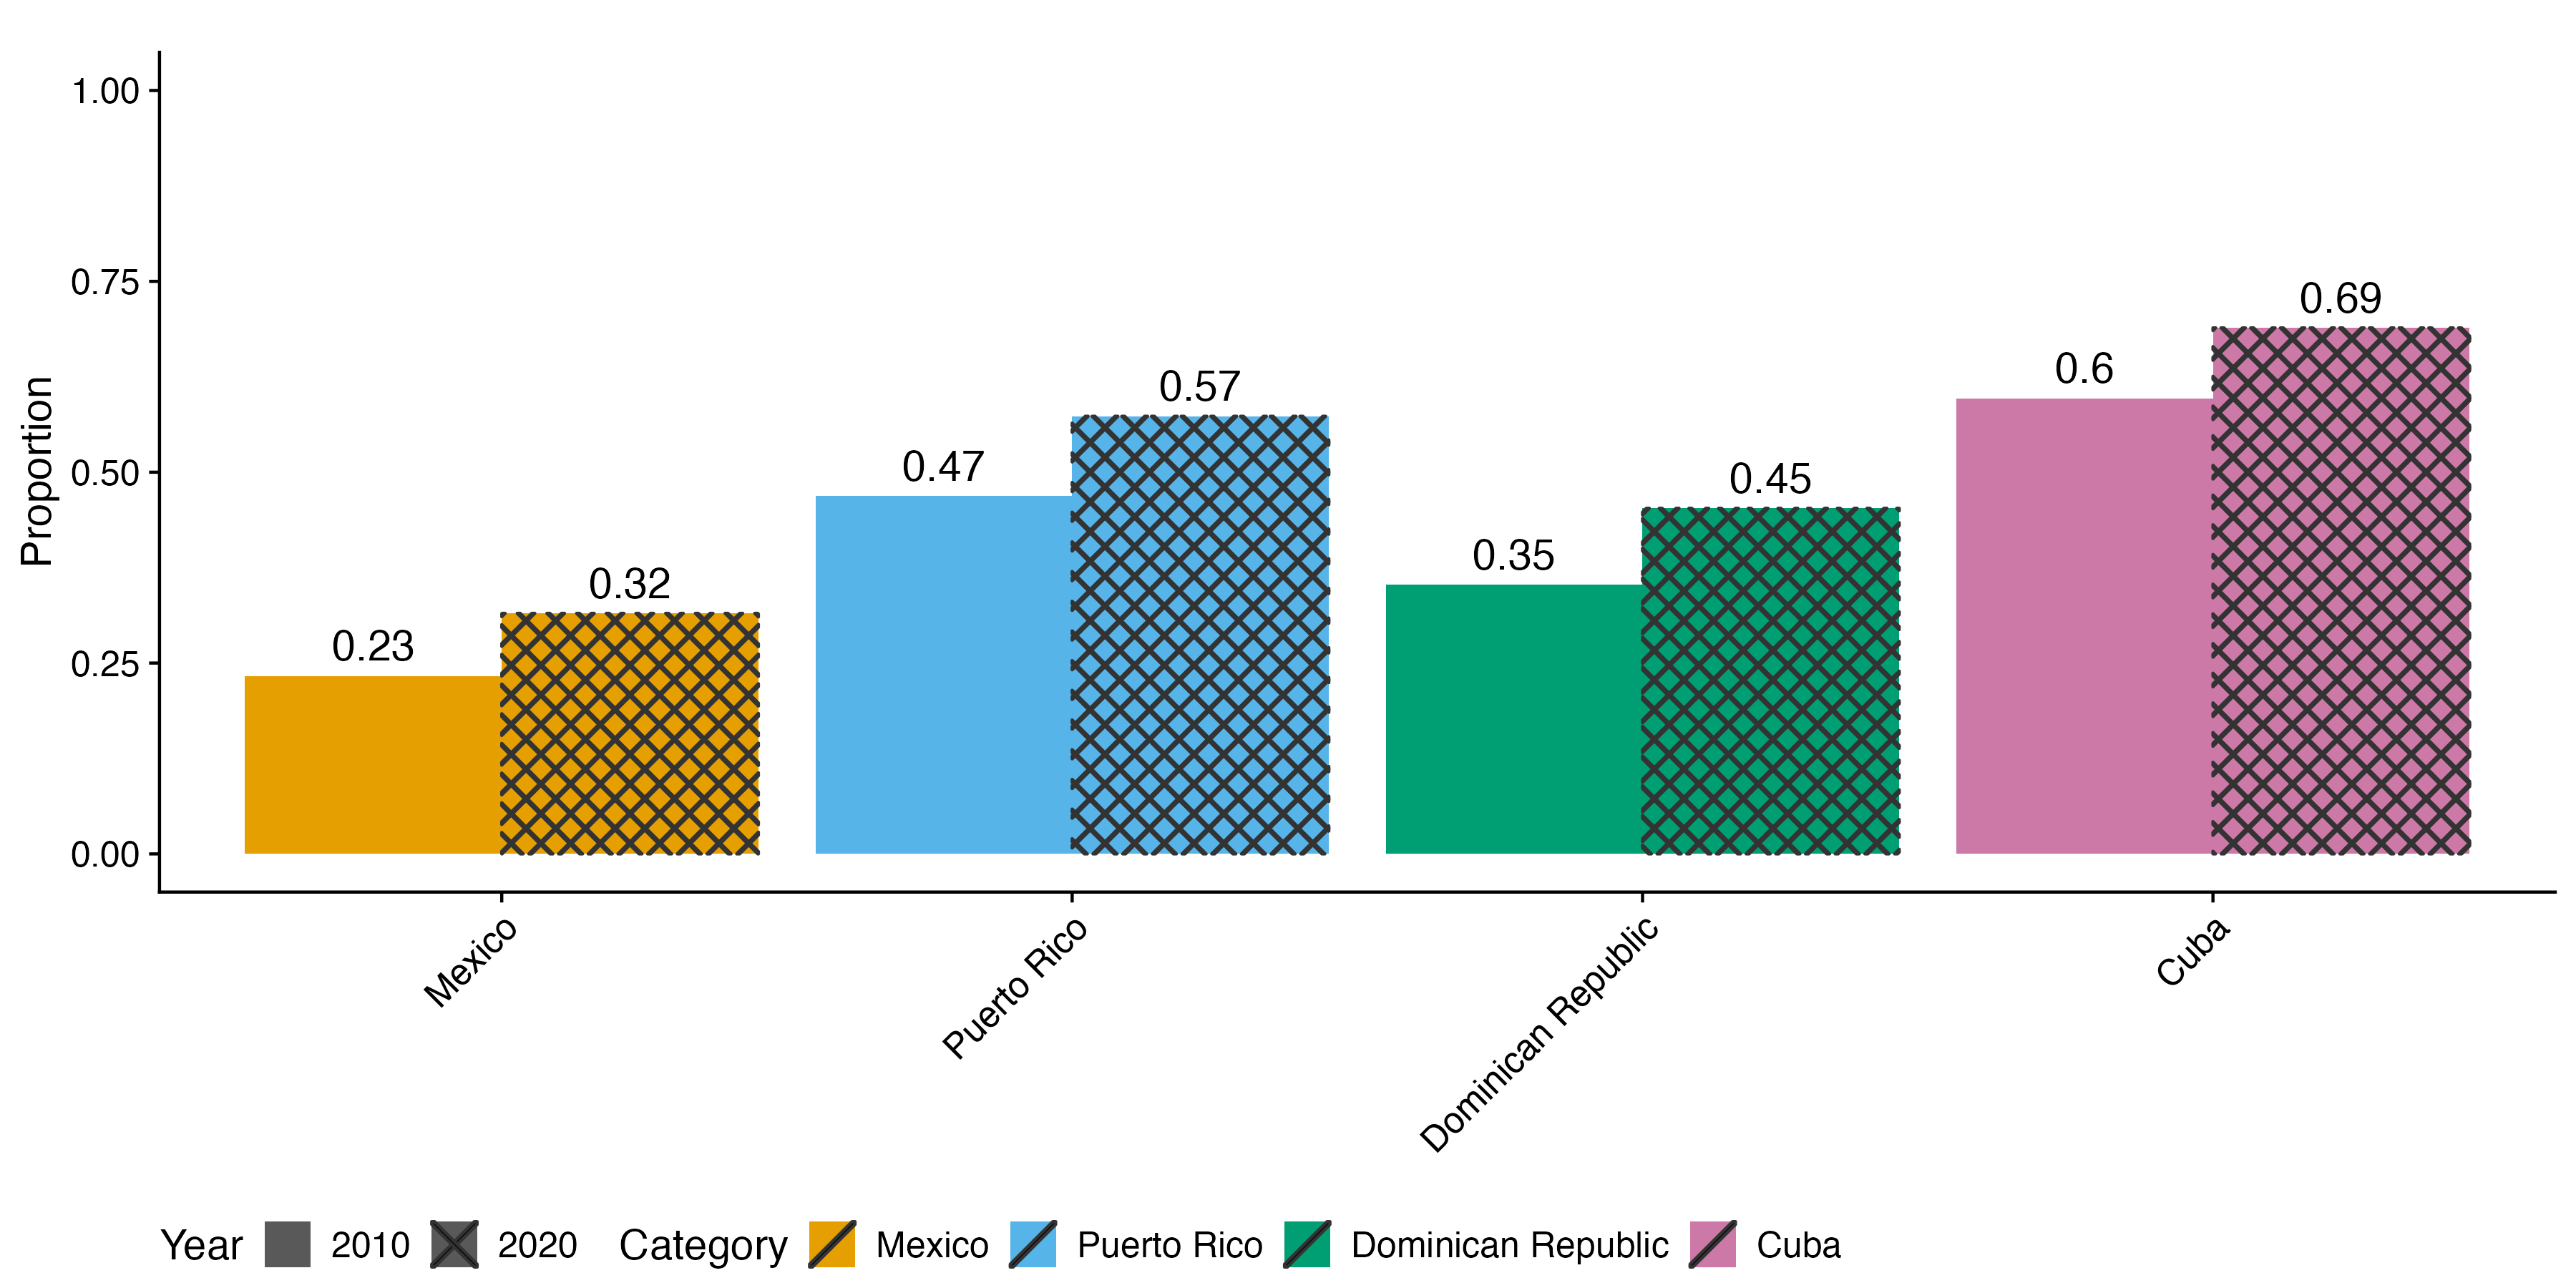 1.00
0.75
0.50
0.25
0.00
Proportion
0.23
0.32
0.47
0.57
0.35
0.45
0.6
0.69
Mexico
Puerto Rico
Dominican Republic
Cuba
Year 2010 2020 Category Mexico Puerto Rico Dominican Republic Cuba